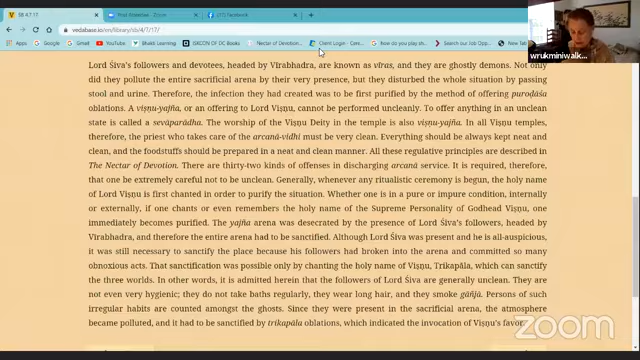 SB 4.7.17
Post Attendee - Zoom
(21) Facebook
vedabase.io/en/library/sb/4/7/17/
YouTube
Maps
News
Translate
Bhakti Lessons
ISKCON OF DC Books
Nectar of Devotion...
Client Login - Core...
how do you play sh...
Lord Śiva's followers and devotees, headed by Vīrabhadra, are known as vīras, and they are ghostly demons. Not only
did they pollute the entire sacrificial arena by their very presence, but they disturbed the whole situation by passing
stool and urine. Therefore, the infection they had created was to be first purified by the method of offering puroḍāśa
oblations. A viṣṇu-yajña, or an offering to Lord Viṣṇu, cannot be performed uncleanly. To offer anything in an unclean
state is called a sevāparādha. The worship of the Viṣṇu Deity in the temple is also viṣṇu-yajña. In all Viṣṇu temples,
therefore, the priest who takes care of the arcanā-vidhi must be very clean. Everything should be always kept neat and
clean, and the foodstuffs should be prepared in a neat and clean manner. All these regulative principles are described in
The Nectar of Devotion. There are thirty-two kinds of offenses in discharging arcanā service. It is required, therefore,
that one be extremely careful not to be unclean. Generally, whenever any ritualistic ceremony is begun, the holy name
of Lord Viṣṇu is first chanted in order to purify the situation. Whether one is in a pure or impure condition, internally
or externally, if one chants or even remembers the holy name of the Supreme Personality of Godhead Viṣṇu, one
immediately becomes purified. The yajña arena was desecrated by the presence of Lord Śiva's followers, headed by
Vīrabhadra, and therefore the entire arena had to be sanctified. Although Lord Śiva was present and he is all-auspicious,
it was still necessary to sanctify the place because his followers had broken into the arena and committed so many
obnoxious acts. That sanctification was possible only by chanting the holy name of Viṣṇu, Trikapāla, which can sanctify
the three worlds. In other words, it is admitted herein that the followers of Lord Śiva are generally unclean. They are
not even very hygienic; they do not take baths regularly, they wear long hair, and they smoke gāñjā. Persons of such
irregular habits are counted amongst the ghosts. Since they were present in the sacrificial arena, the atmosphere
became polluted, and it had to be sanctified by trikapāla oblations, which indicated the invocation of Viṣṇu's favor.
wrukminiwalk...
zoom